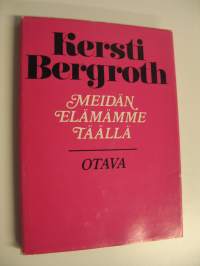 Kersti
Bergroth
MEIDÄN
ELÄMÄMME
TÄÄLLÄ
OTAVA